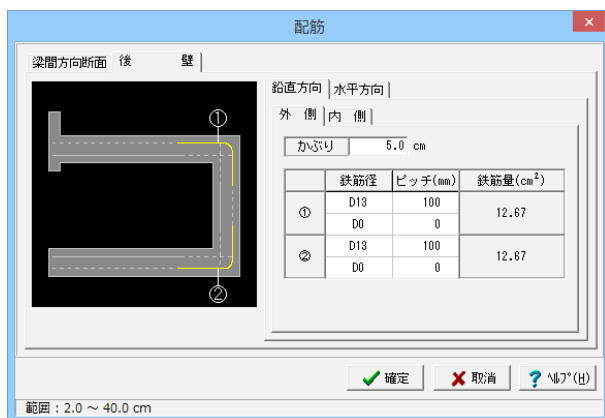 配筋
梁間方向断面 後 壁
鉛直方向 水平方向
外 側 内 側
① かぶり 5.0 cm
鉄筋径 ピッチ(mm) 鉄筋量(cm²)
① D13 100 12.67
D0 0
② D13 100 12.67
D0 0
②
確定 取消 ? ヘルプ(H)
範囲 : 2.0 ～ 40.0 cm